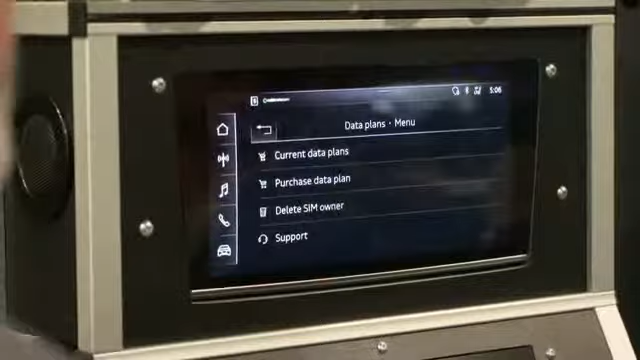 5:06
Data plans • Menu
Current data plans
Purchase data plan
Delete SIM owner
Support